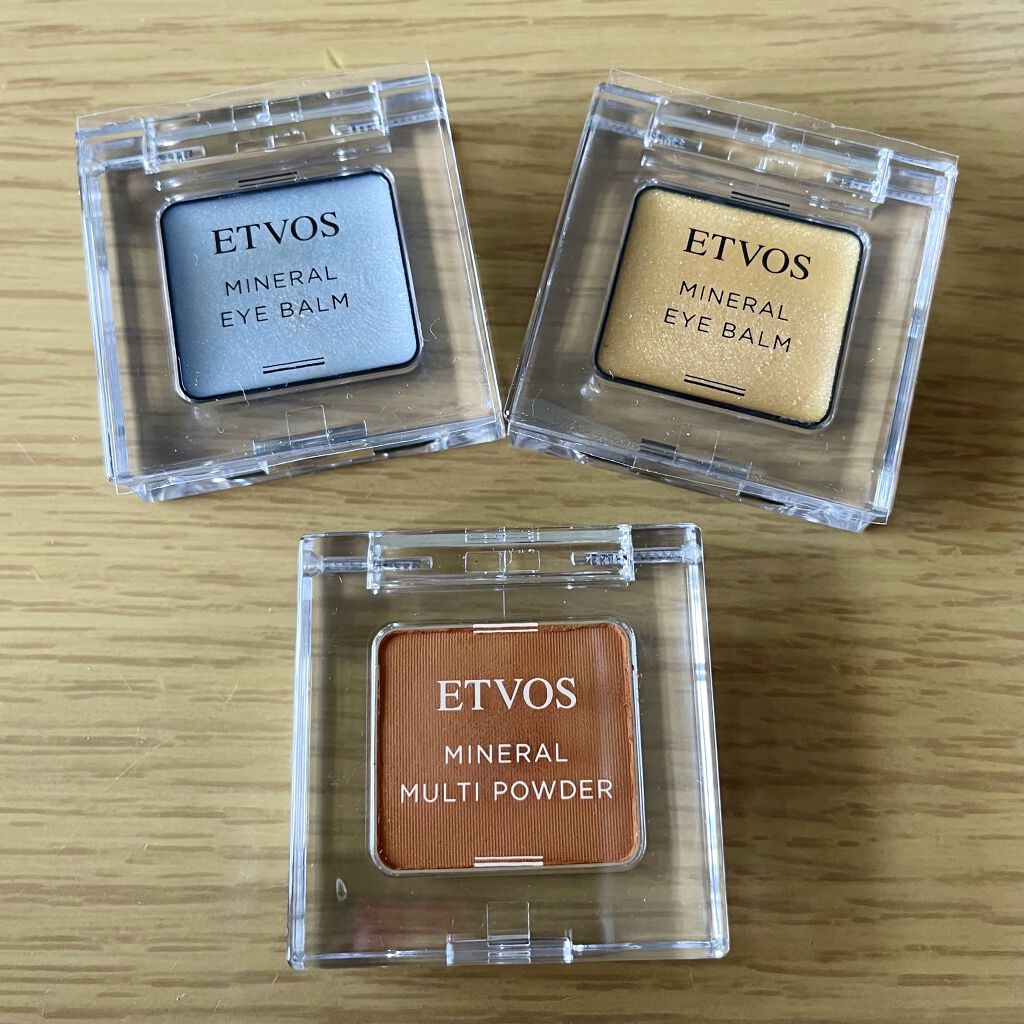 ETVOS
MINERAL
EYE BALM
ETVOS
MINERAL
EYE BALM
ETVOS
MINERAL
MULTI POWDER